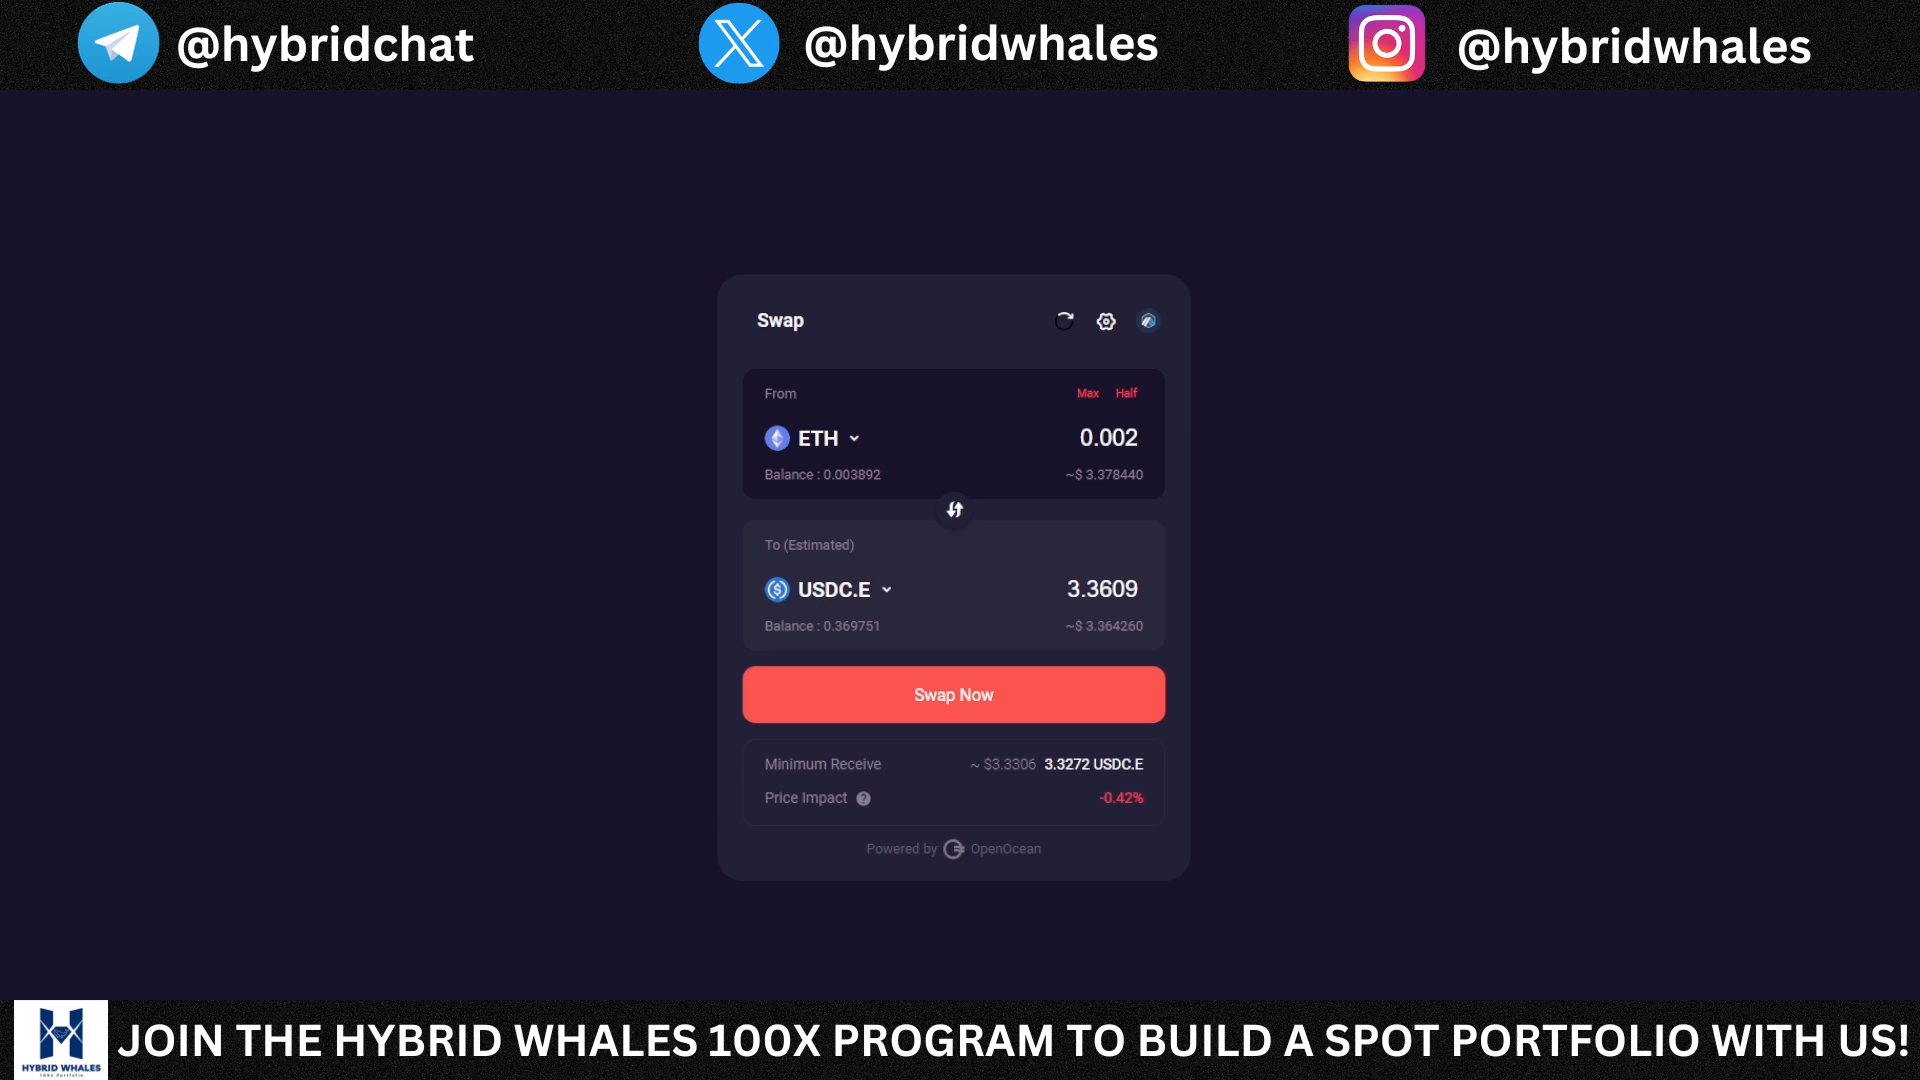 @hybridchat
@hybridwhales
@hybridwhales
Swap
From Max Half
ETH 0.002
Balance : 0.003892 ~$ 3.378440
To (Estimated)
USDC.E 3.3609
Balance : 0.369751 ~$ 3.364260
Swap Now
Minimum Receive ~ $3.3306 3.3272 USDC.E
Price Impact ? -0.42%
Powered by OpenOcean
HYBRID WHALES
100x Portfolio
JOIN THE HYBRID WHALES 100X PROGRAM TO BUILD A SPOT PORTFOLIO WITH US!